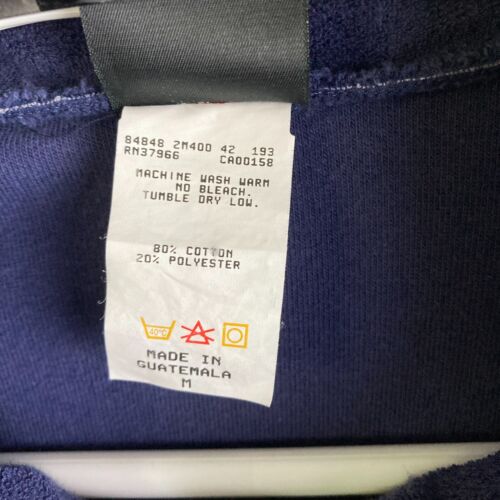 84848 2M400 42 193
RN37966 CA00158
MACHINE WASH WARM
NO BLEACH.
TUMBLE DRY LOW.
80% COTTON
20% POLYESTER
40°C
MADE IN
GUATEMALA
M